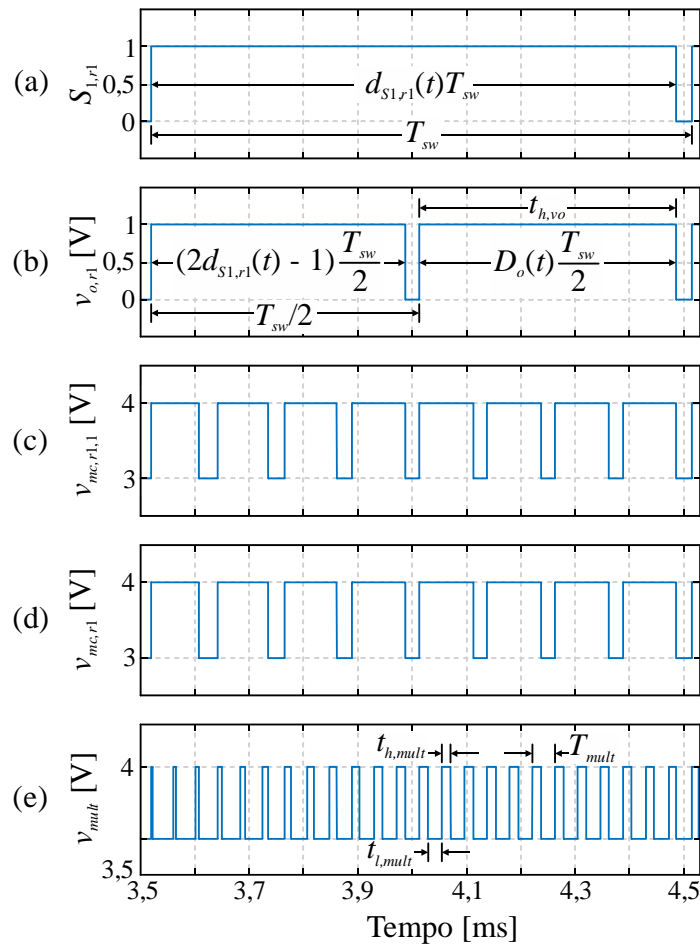 (a)
S1,r1
1
0,5
0
dS1,r1(t)Tsw
Tsw
(b)
vo,r1 [V]
1
0,5
0
th,vo
(2dS1,r1(t) - 1) Tsw/2
Do(t) Tsw/2
Tsw/2
(c)
vmc,r1,1 [V]
4
3
(d)
vmc,r1 [V]
4
3
(e)
vmult [V]
4
3,5
th,mult
Tmult
tl,mult
3,5 3,7 3,9 4,1 4,3 4,5
Tempo [ms]